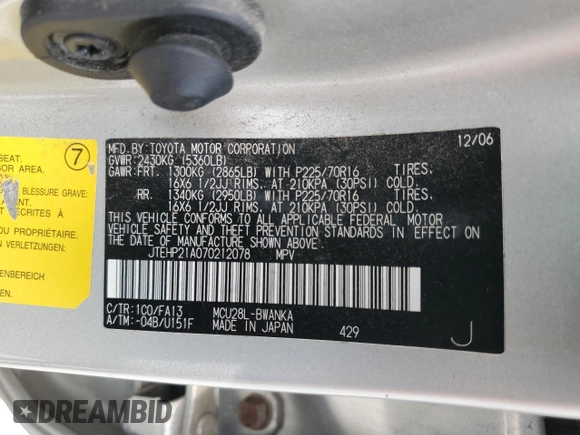 7
SEAT.
SOR AREA.
BLESSURE GRAVE:
ant.
ÉCRITES À
U PROPRIÉTAIRE.
N VERLETZUNGEN:
NBEREICH
MFD. BY: TOYOTA MOTOR CORPORATION 12/06
GVWR: 2430KG (5360LB)
GAWR: FRT. 1300KG (2865LB) WITH P225/70R16 TIRES.
16X6 1/2JJ RIMS. AT 210KPA (30PSI) COLD.
RR. 1340KG (2950LB) WITH P225/70R16 TIRES.
16X6 1/2JJ RIMS. AT 210KPA (30PSI) COLD.
THIS VEHICLE CONFORMS TO ALL APPLICABLE FEDERAL MOTOR
VEHICLE SAFETY AND THEFT PREVENTION STANDARDS IN EFFECT ON
THE DATE OF MANUFACTURE SHOWN ABOVE.
JTEHP21A070212078 MPV
C/TR: 1C0/FA13 MCU28L-BWANKA
A/TM: -04B/U151F MADE IN JAPAN 429 J
DREAMBID